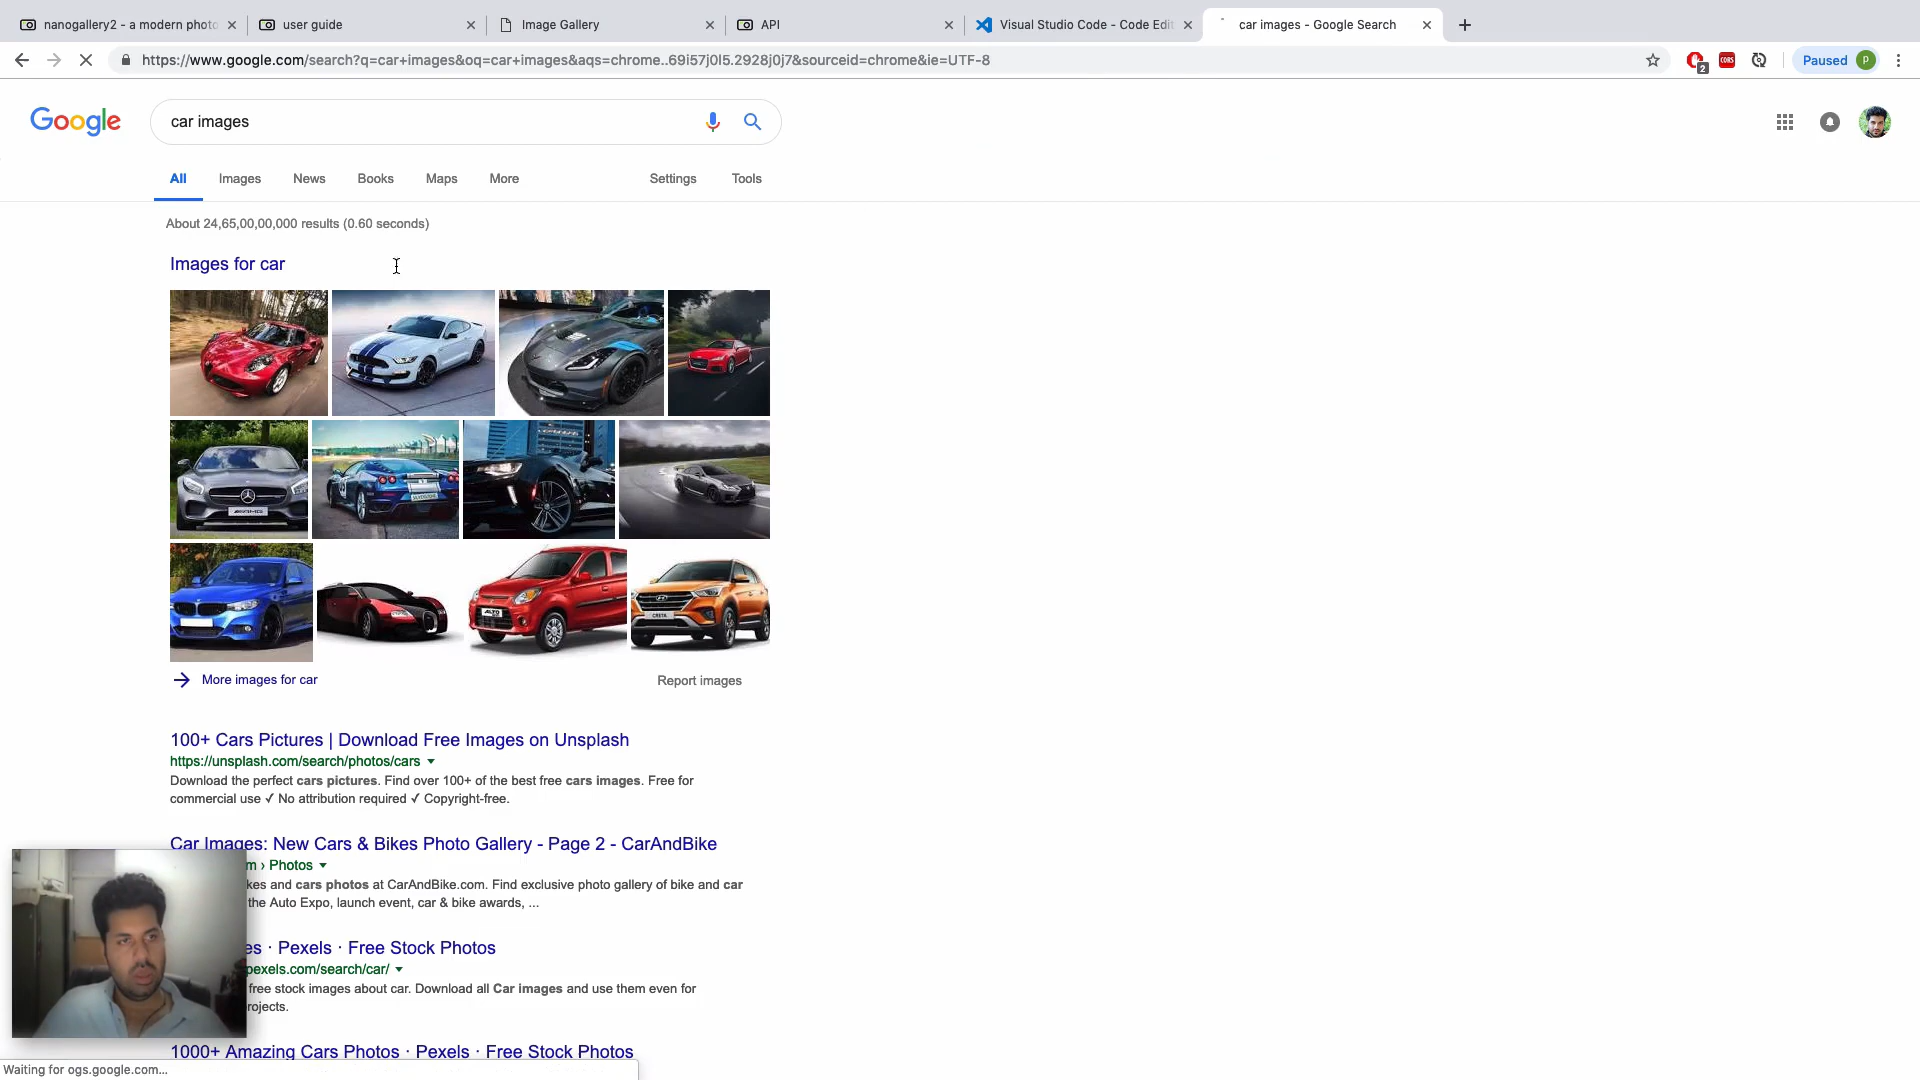 nanogallery2 - a modern photo
user guide
Image Gallery
API
Visual Studio Code - Code Edit
car images - Google Search
https://www.google.com/search?q=car+images&oq=car+images&aqs=chrome..69i57j0l5.2928j0j7&sourceid=chrome&ie=UTF-8
2
CORS
Paused
P
Google
car images
All
Images
News
Books
Maps
More
Settings
Tools
About 24,65,00,00,000 results (0.60 seconds)
Images for car
AMG
ALTO
CRETA
More images for car
Report images
100+ Cars Pictures | Download Free Images on Unsplash
https://unsplash.com/search/photos/cars
Download the perfect cars pictures. Find over 100+ of the best free cars images. Free for
commercial use ✓ No attribution required ✓ Copyright-free.
Car Images: New Cars & Bikes Photo Gallery - Page 2 - CarAndBike
m › Photos
kes and cars photos at CarAndBike.com. Find exclusive photo gallery of bike and car
the Auto Expo, launch event, car & bike awards, ...
es · Pexels · Free Stock Photos
pexels.com/search/car/
free stock images about car. Download all Car images and use them even for
rojects.
1000+ Amazing Cars Photos · Pexels · Free Stock Photos
Waiting for ogs.google.com...